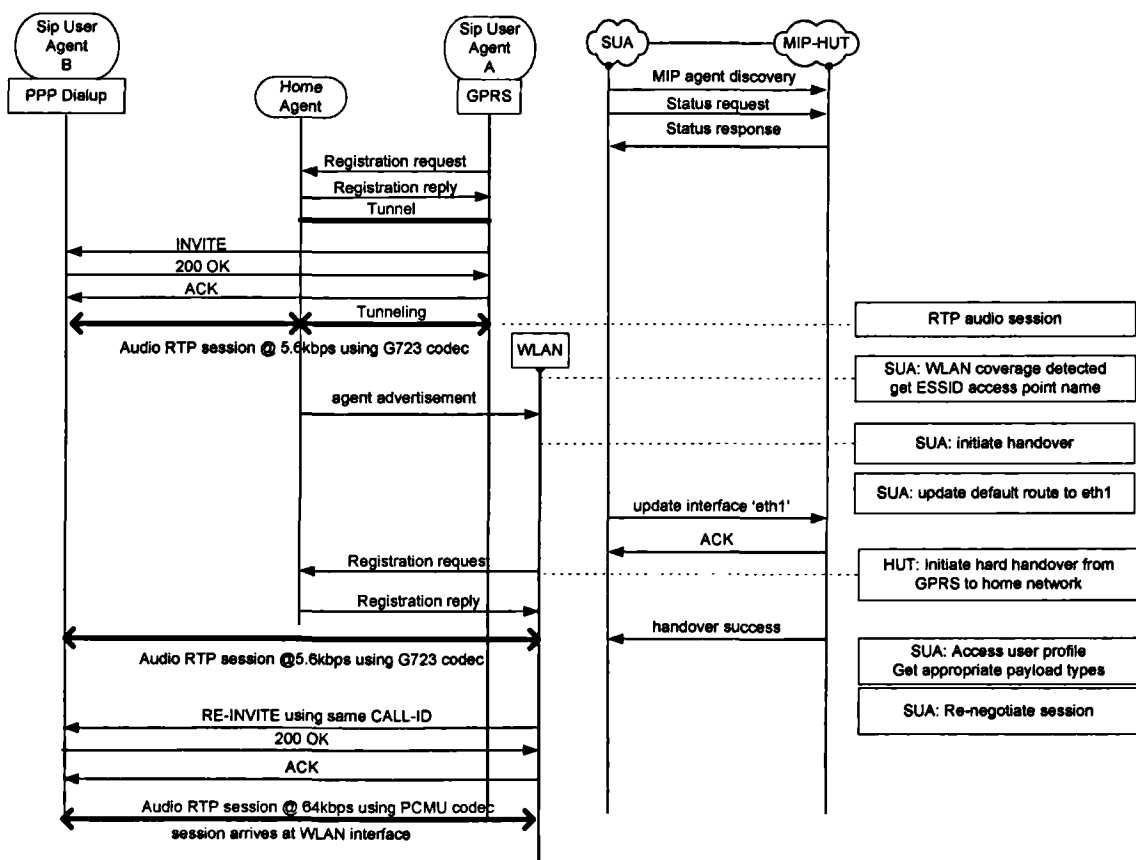 Sip User
Agent
B
PPP Dialup
Home
Agent
Sip User
Agent
A
GPRS
SUA
MIP-HUT
MIP agent discovery
Status request
Status response
Registration request
Registration reply
Tunnel
INVITE
200 OK
ACK
Tunneling
RTP audio session
Audio RTP session @ 5.6kbps using G723 codec
WLAN
SUA: WLAN coverage detected
get ESSID access point name
agent advertisement
SUA: initiate handover
SUA: update default route to eth1
update interface 'eth1'
ACK
Registration request
HUT: Initiate hard handover from
GPRS to home network
Registration reply
handover success
Audio RTP session @5.6kbps using G723 codec
SUA: Access user profile
Get appropriate payload types
RE-INVITE using same CALL-ID
SUA: Re-negotiate session
200 OK
ACK
Audio RTP session @ 64kbps using PCMU codec
session arrives at WLAN interface